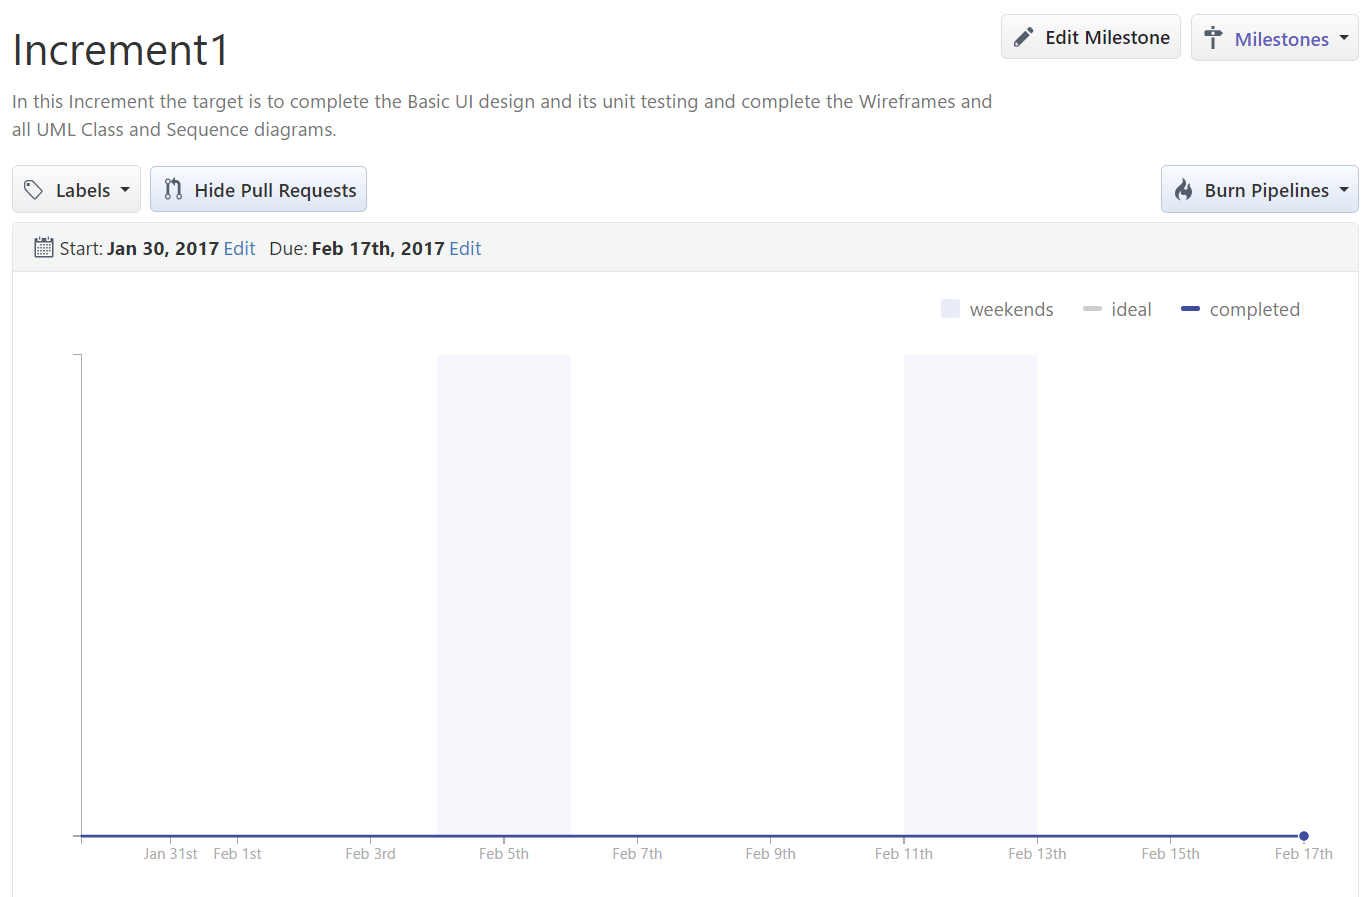 Increment1
Edit Milestone
Milestones
In this Increment the target is to complete the Basic UI design and its unit testing and complete the Wireframes and
all UML Class and Sequence diagrams.
Labels
Hide Pull Requests
Burn Pipelines
Start: Jan 30, 2017 Edit Due: Feb 17th, 2017 Edit
weekends ideal completed
Jan 31st Feb 1st Feb 3rd Feb 5th Feb 7th Feb 9th Feb 11th Feb 13th Feb 15th Feb 17th